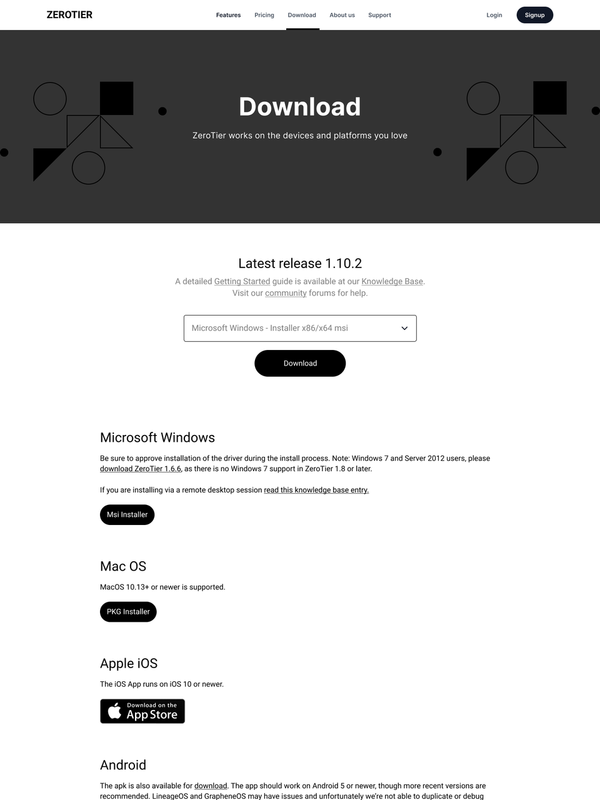 ZEROTIER
Features Pricing Download About us Support
Login Signup
Download
ZeroTier works on the devices and platforms you love
Latest release 1.10.2
A detailed Getting Started guide is available at our Knowledge Base.
Visit our community forums for help.
Microsoft Windows - Installer x86/x64 msi
Download
Microsoft Windows
Be sure to approve installation of the driver during the install process. Note: Windows 7 and Server 2012 users, please
download ZeroTier 1.6.6, as there is no Windows 7 support in ZeroTier 1.8 or later.
If you are installing via a remote desktop session read this knowledge base entry.
Msi Installer
Mac OS
MacOS 10.13+ or newer is supported.
PKG Installer
Apple iOS
The iOS App runs on iOS 10 or newer.
Download on the
App Store
Android
The apk is also available for download. The app should work on Android 5 or newer, though more recent versions are
recommended. LineageOS and GrapheneOS may have issues and unfortunately we're not able to duplicate or debug